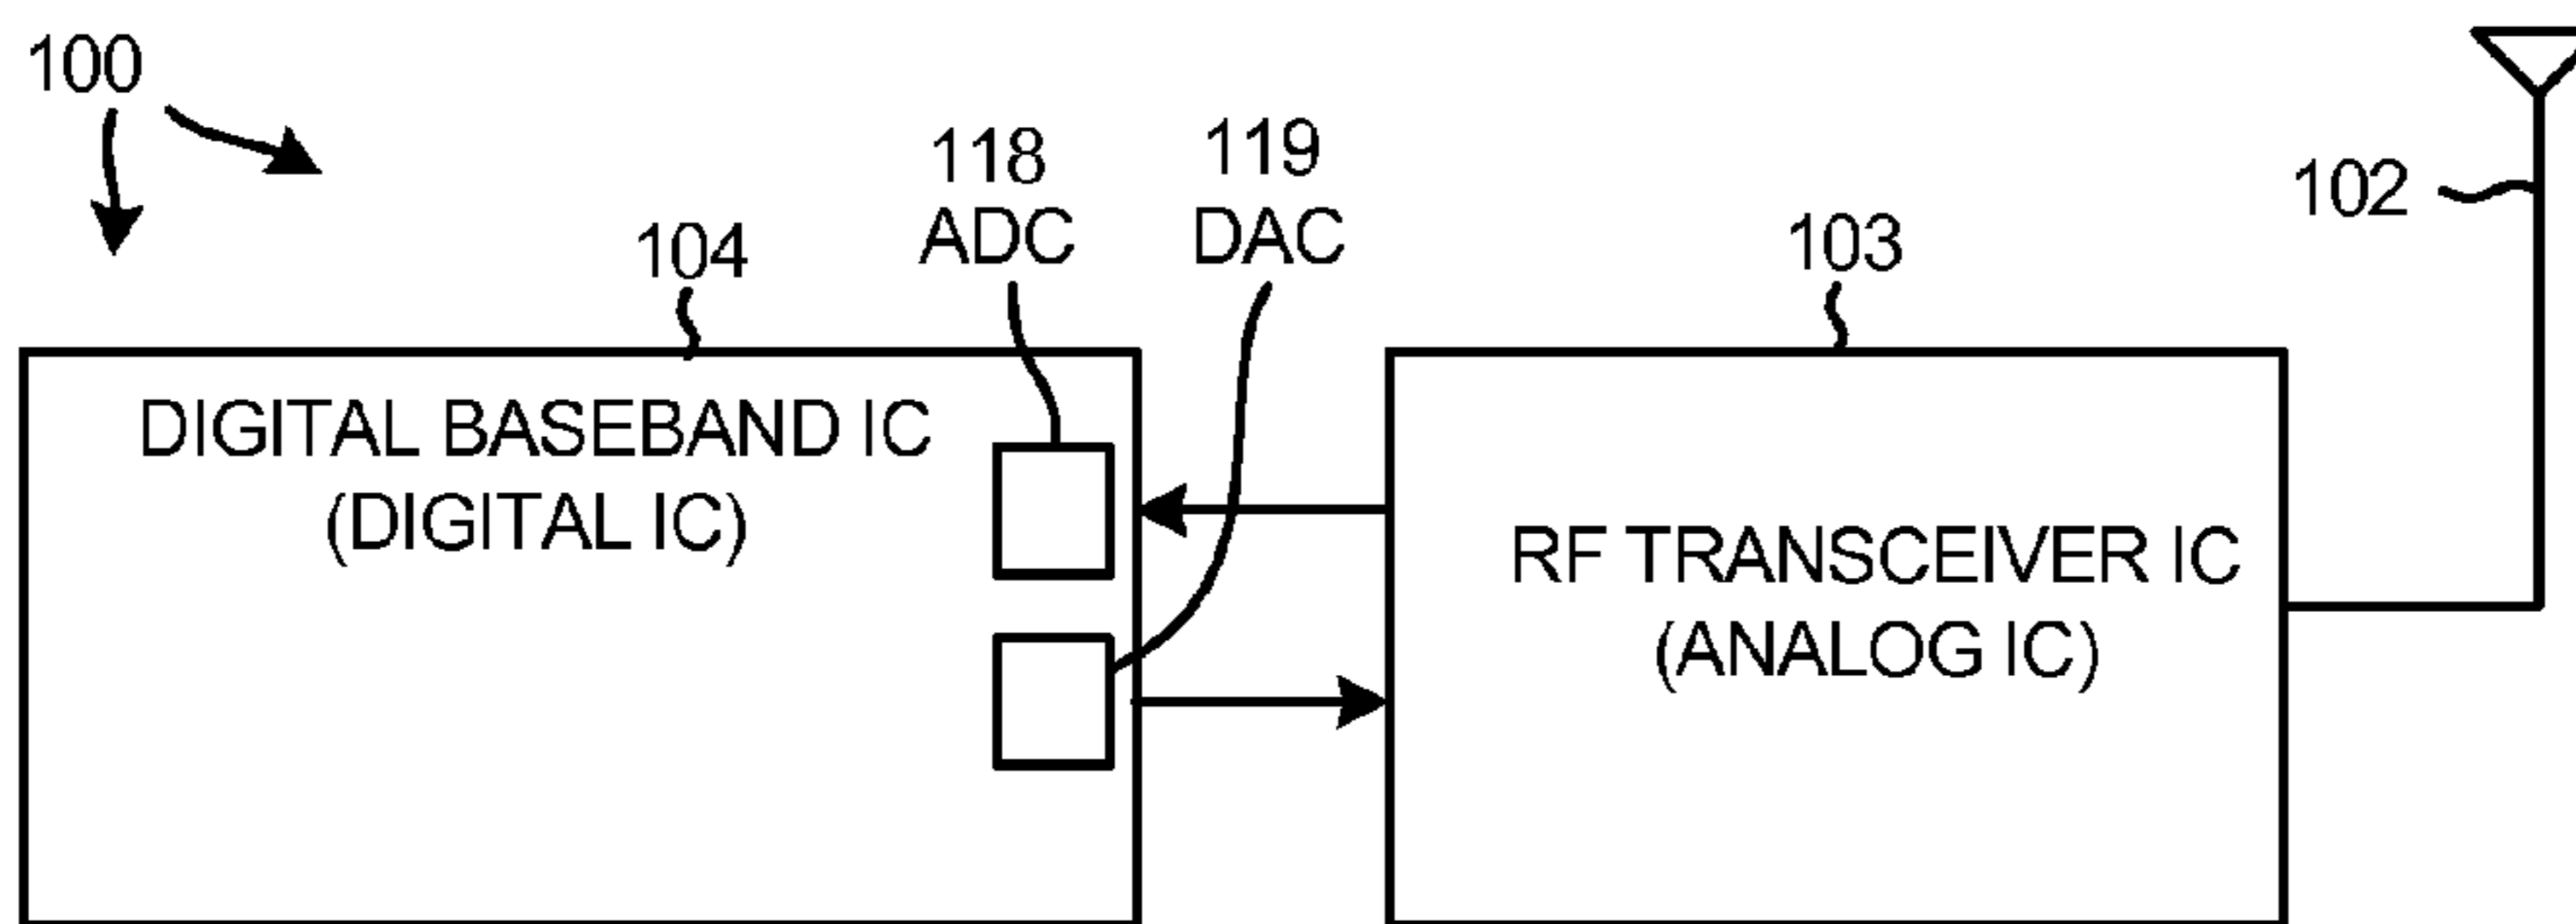 100
118
ADC
119
DAC
102
104
103
DIGITAL BASEBAND IC
(DIGITAL IC)
RF TRANSCEIVER IC
(ANALOG IC)